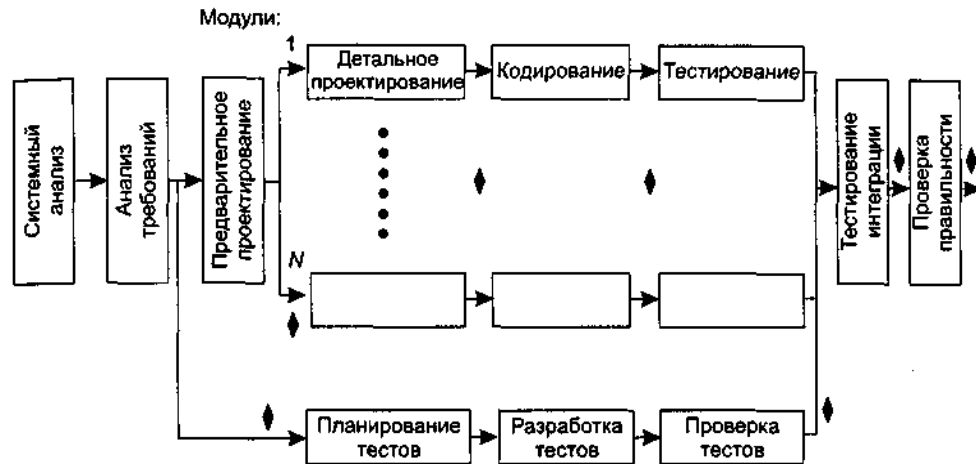 Модули:
1
Детальное
проектирование
Кодирование
Тестирование
Системный
анализ
Анализ
требований
Предварительное
проектирование
Тестирование
интеграции
Проверка
правильности
N
Планирование
тестов
Разработка
тестов
Проверка
тестов